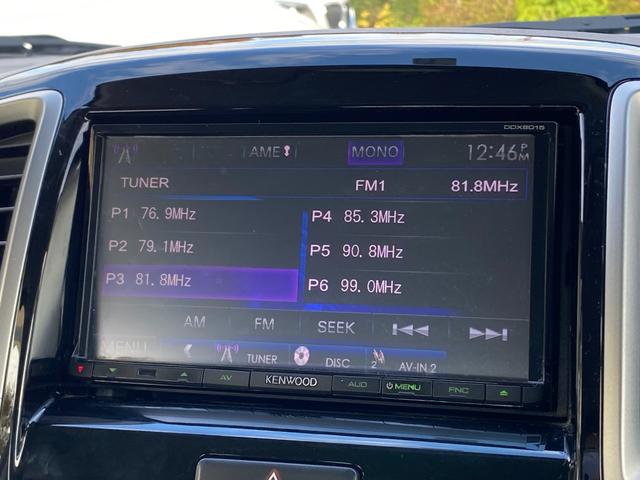 DDX6015
AME
MONO
12:46 PM
TUNER FM1 81.8MHz
P1 76.9MHz
P4 85.3MHz
P2 79.1MHz
P5 90.8MHz
P3 81.8MHz
P6 99.0MHz
AM FM SEEK
MENU TUNER DISC 2 AV-IN 2
AV KENWOOD AUD MENU FNC